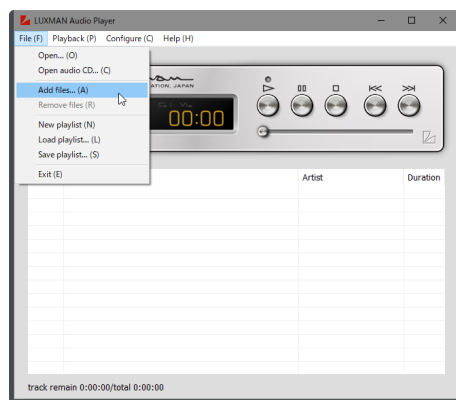 LUXMAN Audio Player
File (F) Playback (P) Configure (C) Help (H)
Open... (O)
Open audio CD... (C)
Add files... (A)
Remove files (R)
New playlist (N)
Load playlist... (L)
Save playlist... (S)
Exit (E)
ATION, JAPAN
00:00
Artist Duration
track remain 0:00:00/total 0:00:00